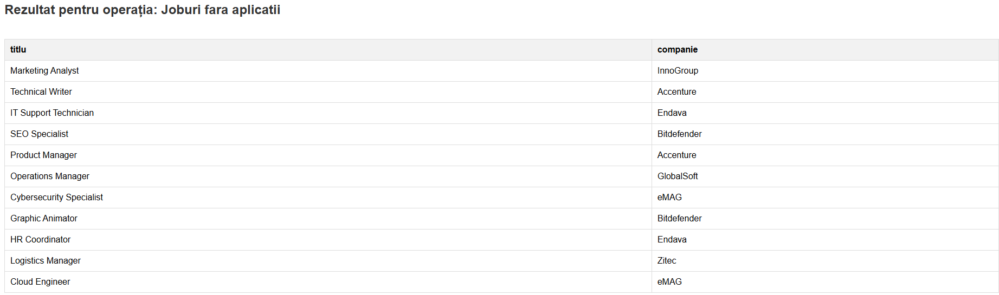 Rezultat pentru operația: Joburi fara aplicatii
titlu companie
Marketing Analyst InnoGroup
Technical Writer Accenture
IT Support Technician Endava
SEO Specialist Bitdefender
Product Manager Accenture
Operations Manager GlobalSoft
Cybersecurity Specialist eMAG
Graphic Animator Bitdefender
HR Coordinator Endava
Logistics Manager Zitec
Cloud Engineer eMAG